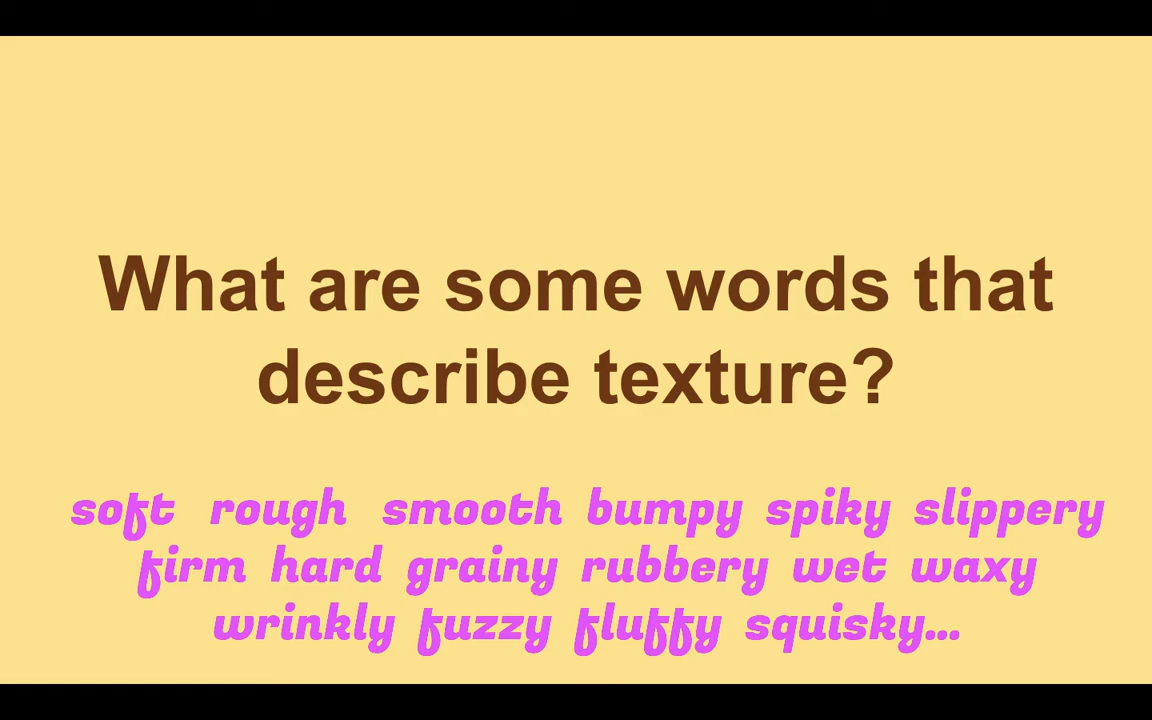 What are some words that
describe texture?
soft rough smooth bumpy spiky slippery
firm hard grainy rubbery wet waxy
wrinkly fuzzy fluffy squisky...